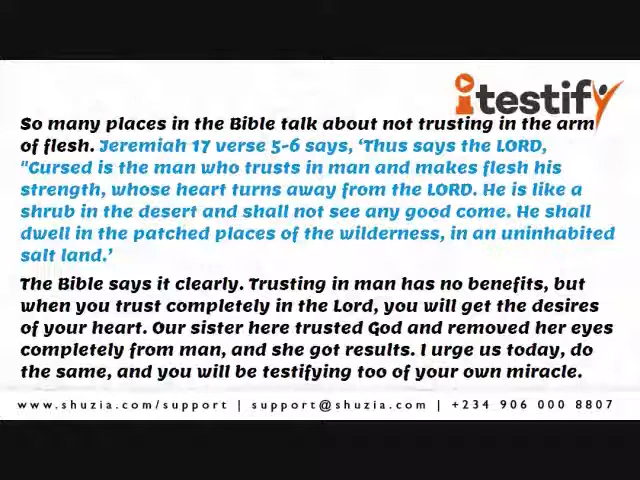 itestify
So many places in the Bible talk about not trusting in the arm
of flesh. Jeremiah 17 verse 5-6 says, ‘Thus says the LORD,
"Cursed is the man who trusts in man and makes flesh his
strength, whose heart turns away from the LORD. He is like a
shrub in the desert and shall not see any good come. He shall
dwell in the patched places of the wilderness, in an uninhabited
salt land.’
The Bible says it clearly. Trusting in man has no benefits, but
when you trust completely in the Lord, you will get the desires
of your heart. Our sister here trusted God and removed her eyes
completely from man, and she got results. I urge us today, do
the same, and you will be testifying too of your own miracle.
www.shuzia.com/support | support@shuzia.com | +234 906 000 8807